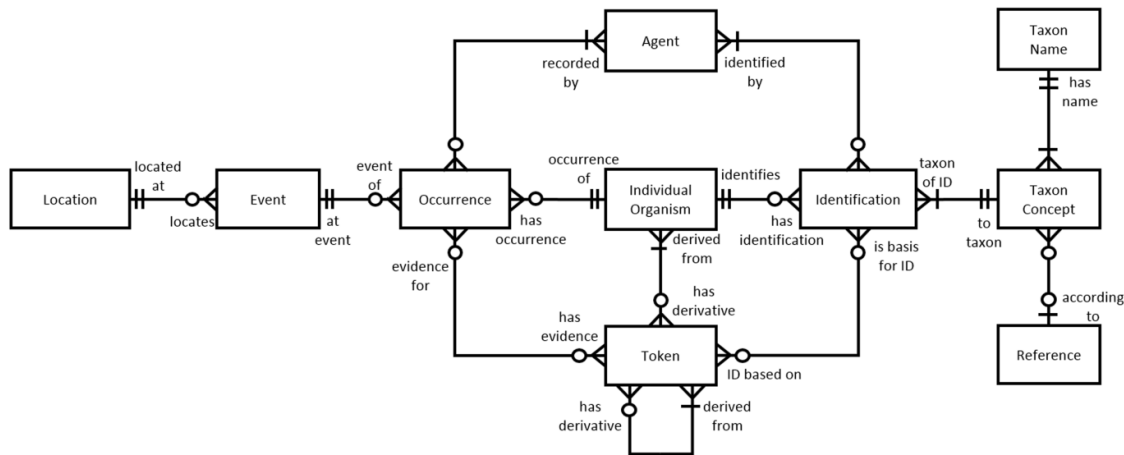 Agent
Taxon
Name
recorded
by
identified
by
has
name
located
at
event
of
occurrence
of
identifies
taxon
of ID
Location
Event
Occurrence
Individual
Organism
Identification
Taxon
Concept
locates
at
event
has
occurrence
derived
from
has
identification
to
taxon
evidence
for
is basis
for ID
has
derivative
according
to
has
evidence
Token
ID based on
Reference
has
derivative
derived
from